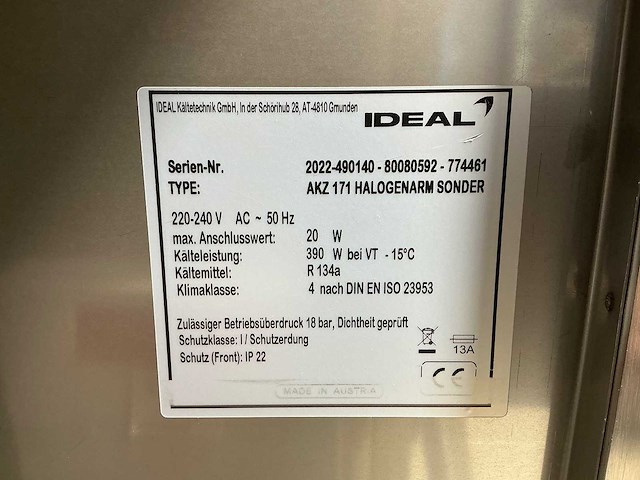 IDEAL Kältetechnik GmbH, In der Schörihub 28, AT-4810 Gmunden
IDEAL
Serien-Nr. 2022-490140 - 80080592 - 774461
TYPE: AKZ 171 HALOGENARM SONDER
220-240 V AC ~ 50 Hz
max. Anschlusswert: 20 W
Kälteleistung: 390 W bei VT - 15°C
Kältemittel: R 134a
Klimaklasse: 4 nach DIN EN ISO 23953
Zulässiger Betriebsüberdruck 18 bar, Dichtheit geprüft
Schutzklasse: I / Schutzerdung
Schutz (Front): IP 22
13A
CE
MADE IN AUSTRIA